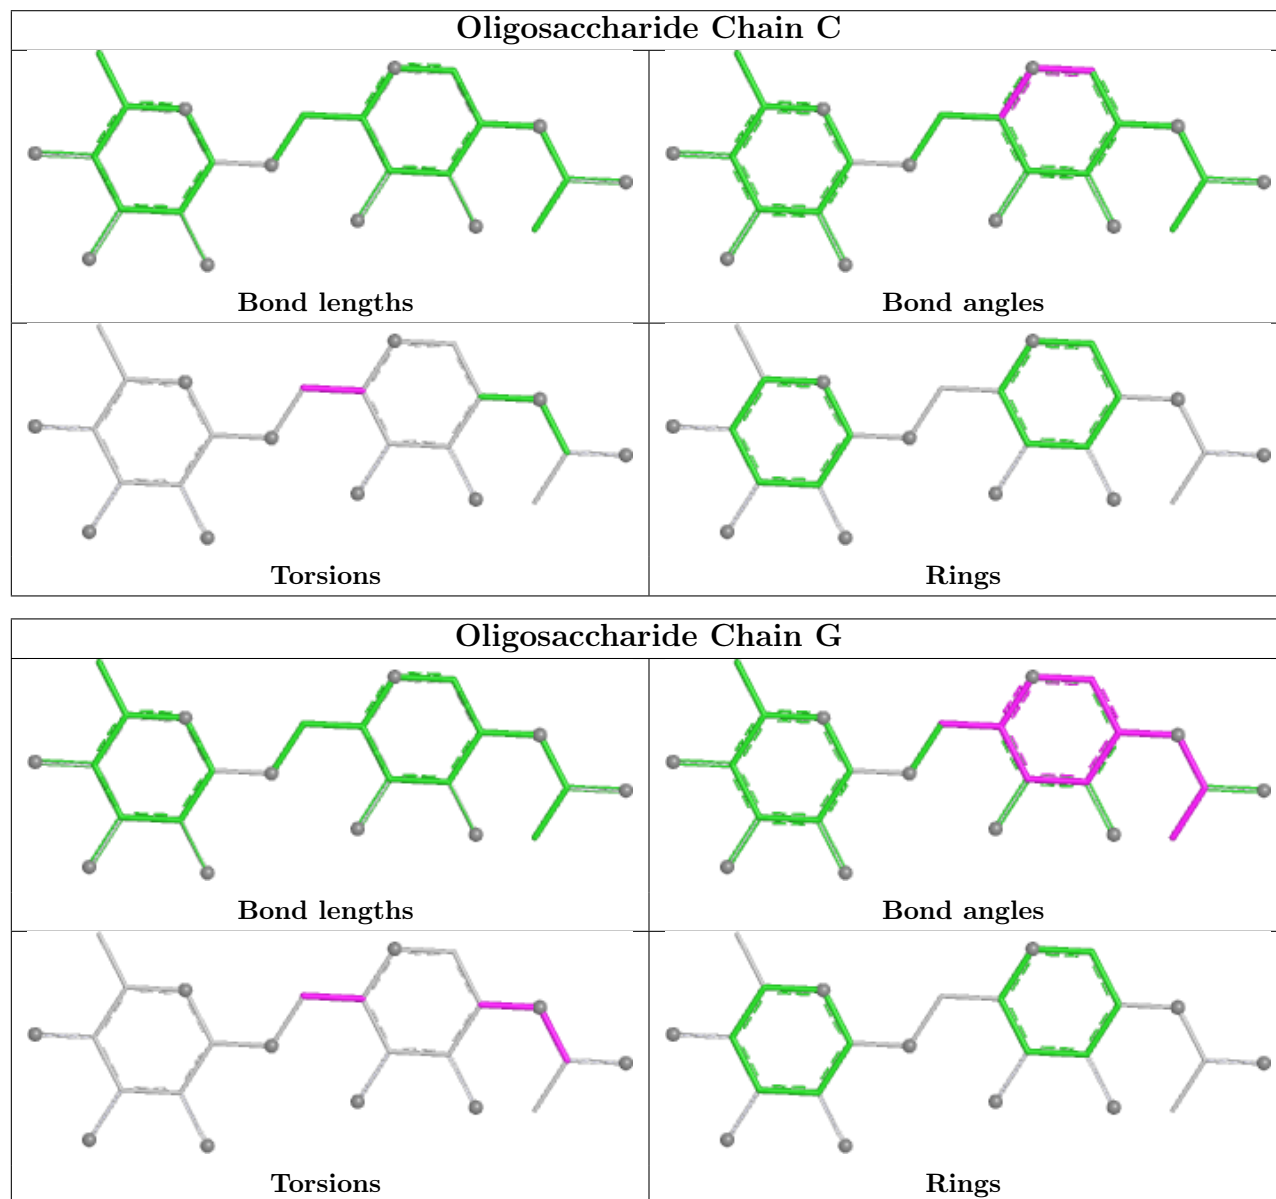 Oligosaccharide Chain C
Bond lengths
Bond angles
Torsions
Rings
Oligosaccharide Chain G
Bond lengths
Bond angles
Torsions
Rings